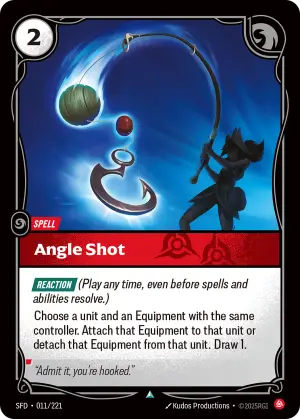 2
SPELL
Angle Shot
REACTION (Play any time, even before spells and
abilities resolve.)
Choose a unit and an Equipment with the same
controller. Attach that Equipment to that unit or
detach that Equipment from that unit. Draw 1.
"Admit it, you're hooked."
SFD • 011/221
Kudos Productions • ©2025RGI